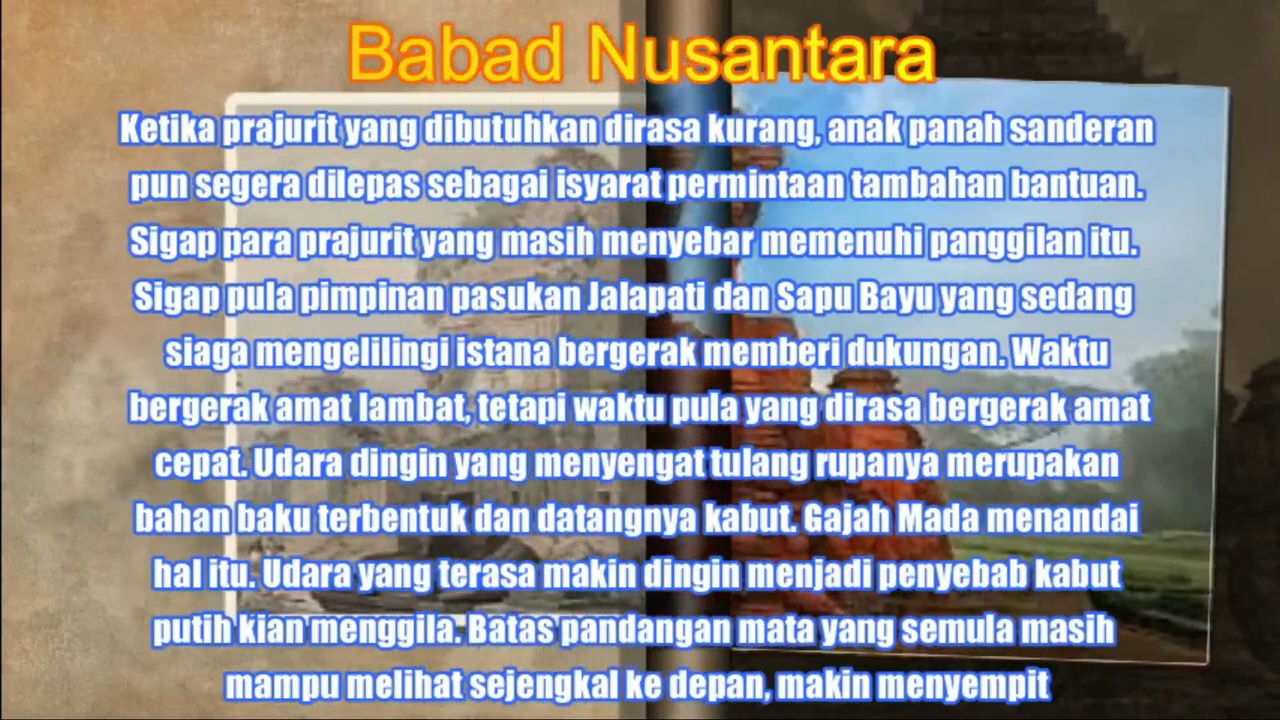 Babad Nusantara
Ketika prajurit yang dibutuhkan dirasa kurang, anak panah sanderan
pun segera dilepas sebagai isyarat permintaan tambahan bantuan.
Sigap para prajurit yang masih menyebar memenuhi panggilan itu.
Sigap pula pimpinan pasukan Jalapati dan Sapu Bayu yang sedang
siaga mengelilingi istana bergerak memberi dukungan. Waktu
bergerak amat lambat, tetapi waktu pula yang dirasa bergerak amat
cepat. Udara dingin yang menyengat tulang rupanya merupakan
bahan baku terbentuk dan datangnya kabut. Gajah Mada menandai
hal itu. Udara yang terasa makin dingin menjadi penyebab kabut
putih kian menggila. Batas pandangan mata yang semula masih
mampu melihat sejengkal ke depan, makin menyempit